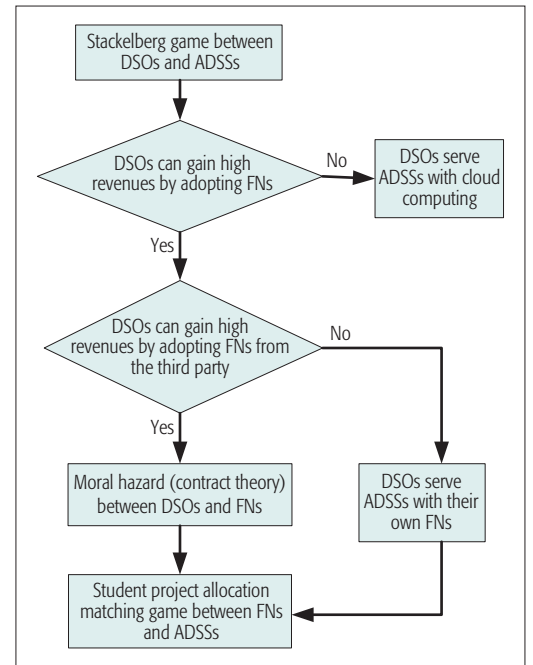 Stackelberg game between
DSOs and ADSSs
DSOs can gain high
revenues by adopting FNs
No
DSOs serve
ADSSs with cloud
computing
Yes
DSOs can gain high
revenues by adopting FNs from
the third party
No
Yes
Moral hazard (contract theory)
between DSOs and FNs
DSOs serve
ADSSs with their
own FNs
Student project allocation
matching game between FNs
and ADSSs